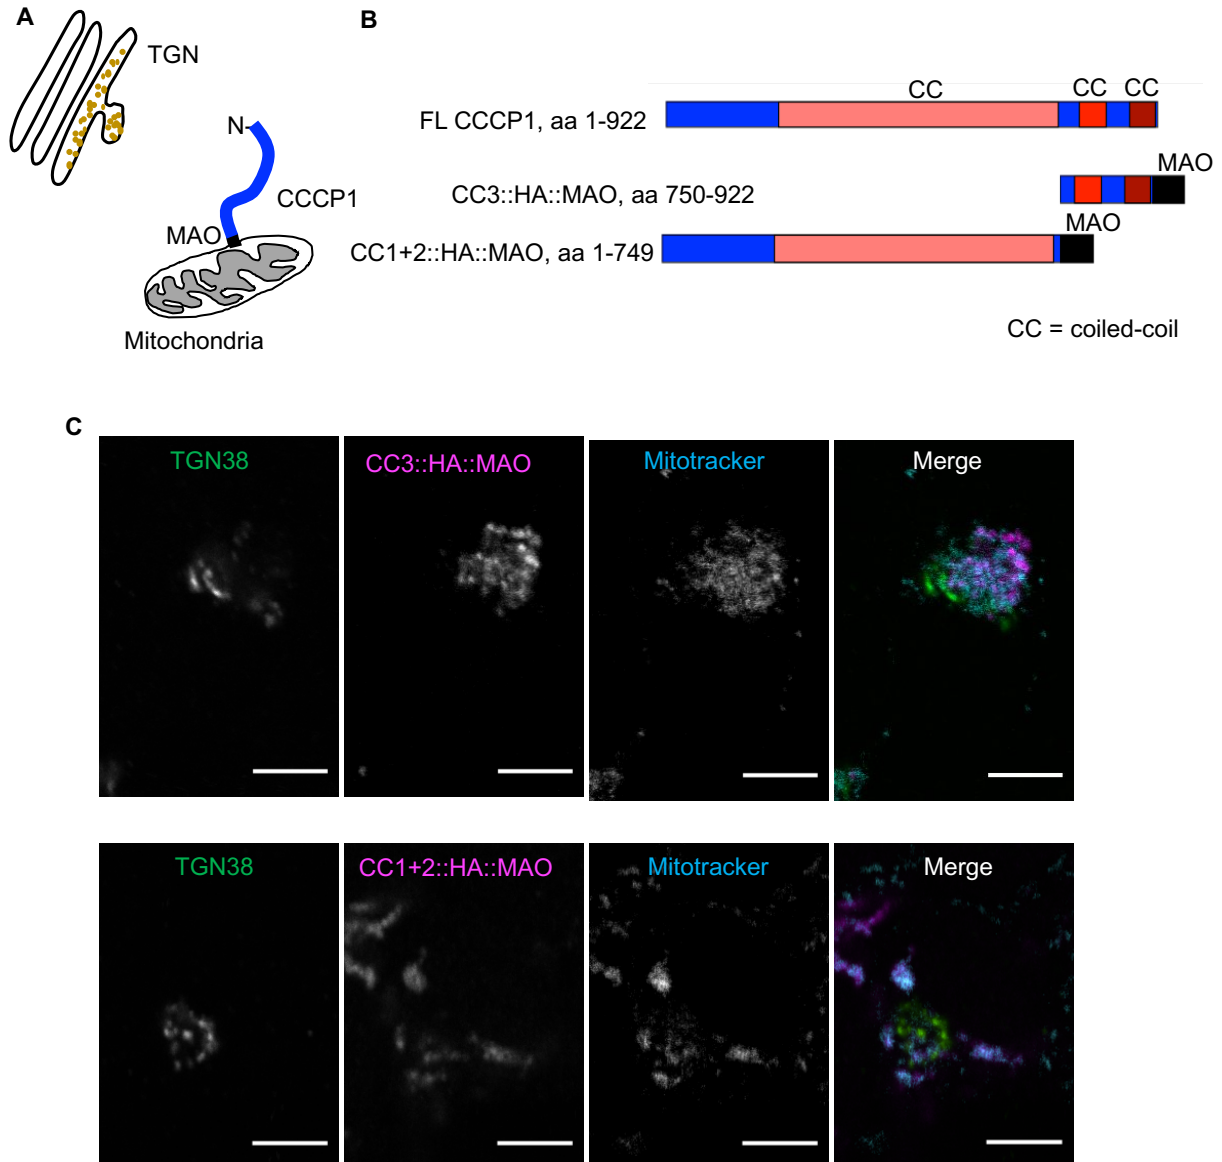 A
TGN
N-
CCCP1
MAO
Mitochondria
B
CC CC CC
FL CCCP1, aa 1-922
MAO
CC3::HA::MAO, aa 750-922
MAO
CC1+2::HA::MAO, aa 1-749
CC = coiled-coil
C
TGN38 CC3::HA::MAO Mitotracker Merge
TGN38 CC1+2::HA::MAO Mitotracker Merge